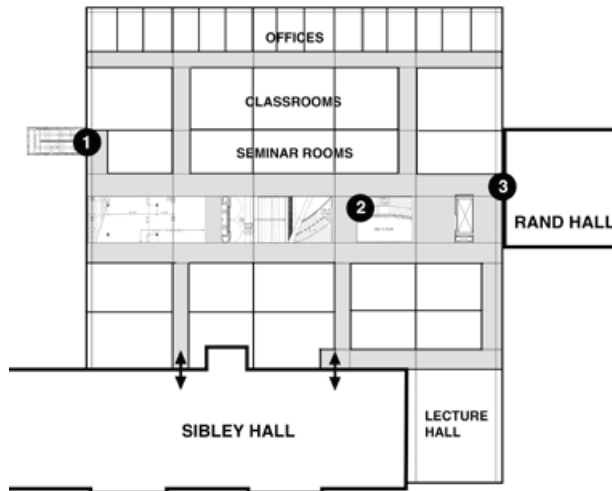 OFFICES
CLASSROOMS
1
SEMINAR ROOMS
3
2
RAND HALL
SIBLEY HALL
LECTURE
HALL